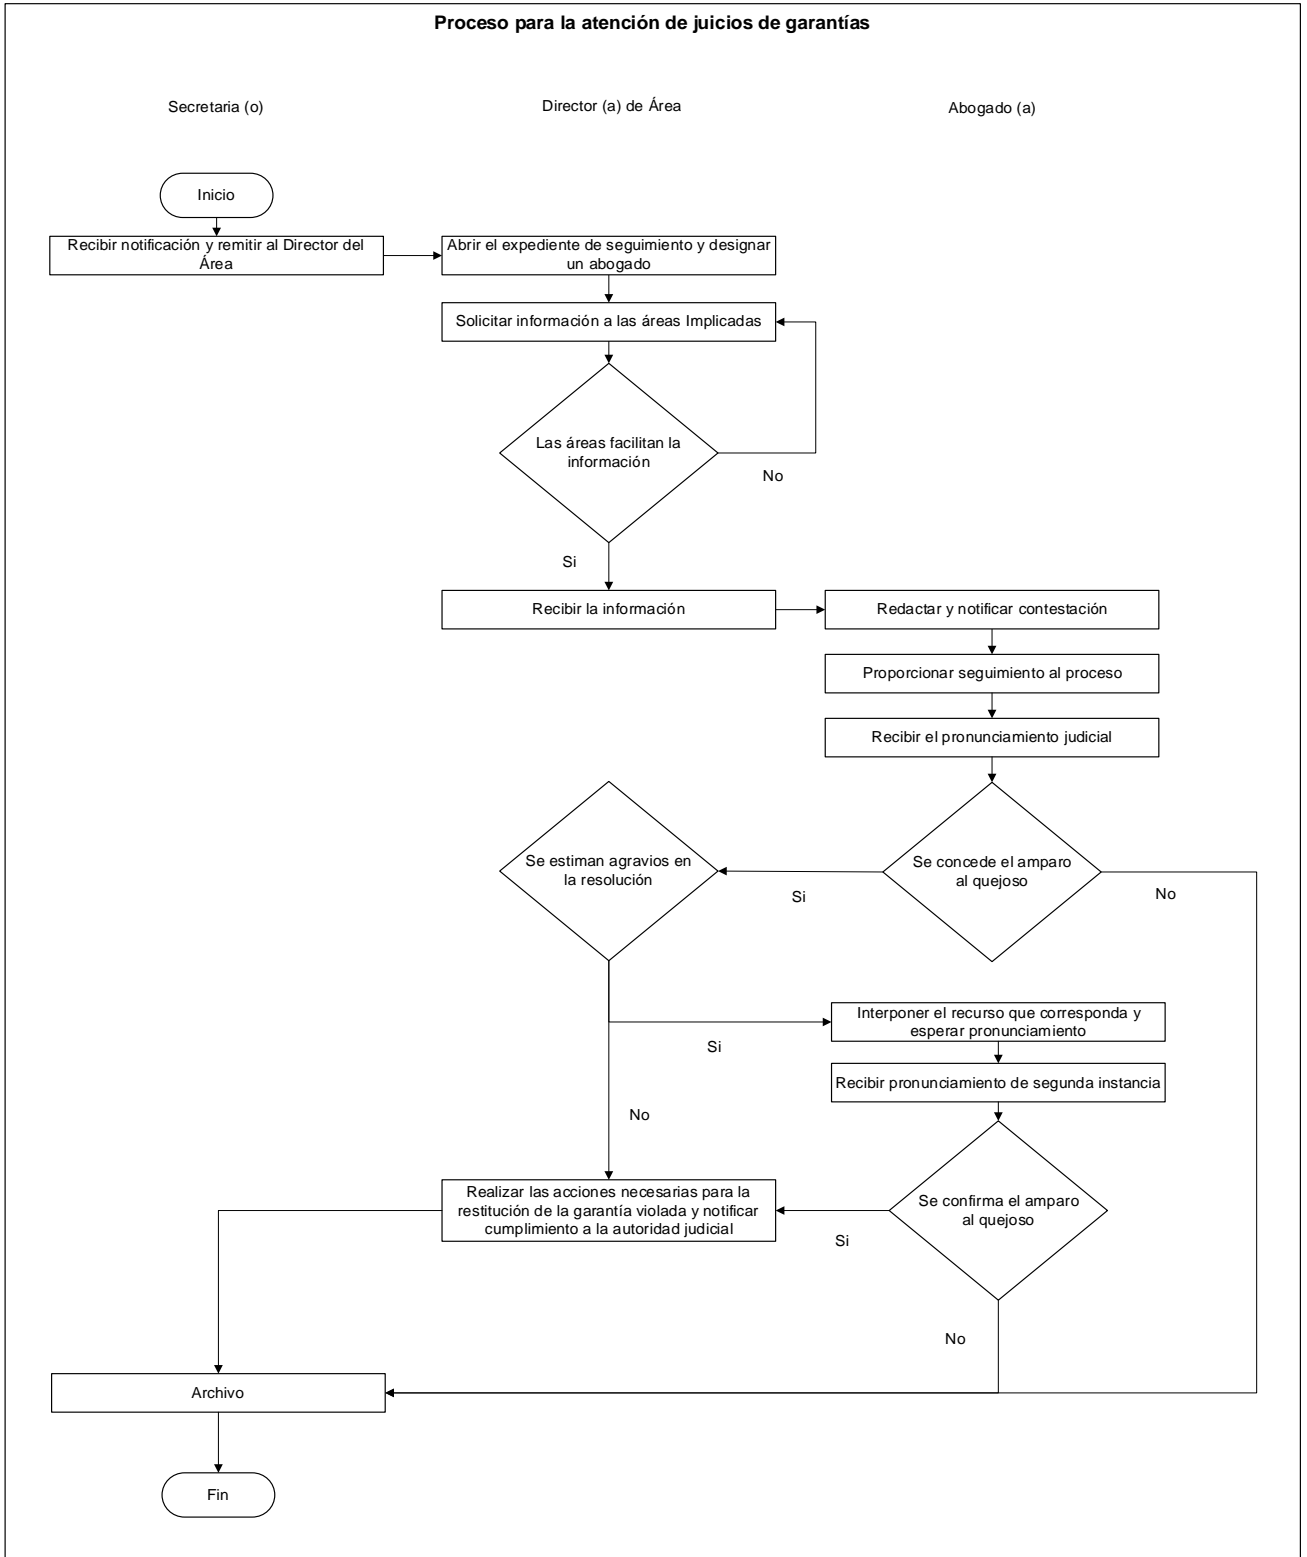 Proceso para la atención de juicios de garantías
Secretaria (o)
Director (a) de Área
Abogado (a)
Inicio
Recibir notificación y remitir al Director del
Área
Abrir el expediente de seguimiento y designar
un abogado
Solicitar información a las áreas Implicadas
Las áreas facilitan la
información
No
Si
Recibir la información
Redactar y notificar contestación
Proporcionar seguimiento al proceso
Recibir el pronunciamiento judicial
Se concede el amparo
al quejoso
Se estiman agravios en
la resolución
Si
No
Interponer el recurso que corresponda y
esperar pronunciamiento
Si
Recibir pronunciamiento de segunda instancia
No
Se confirma el amparo
al quejoso
Realizar las acciones necesarias para la
restitución de la garantía violada y notificar
cumplimiento a la autoridad judicial
Si
No
Archivo
Fin